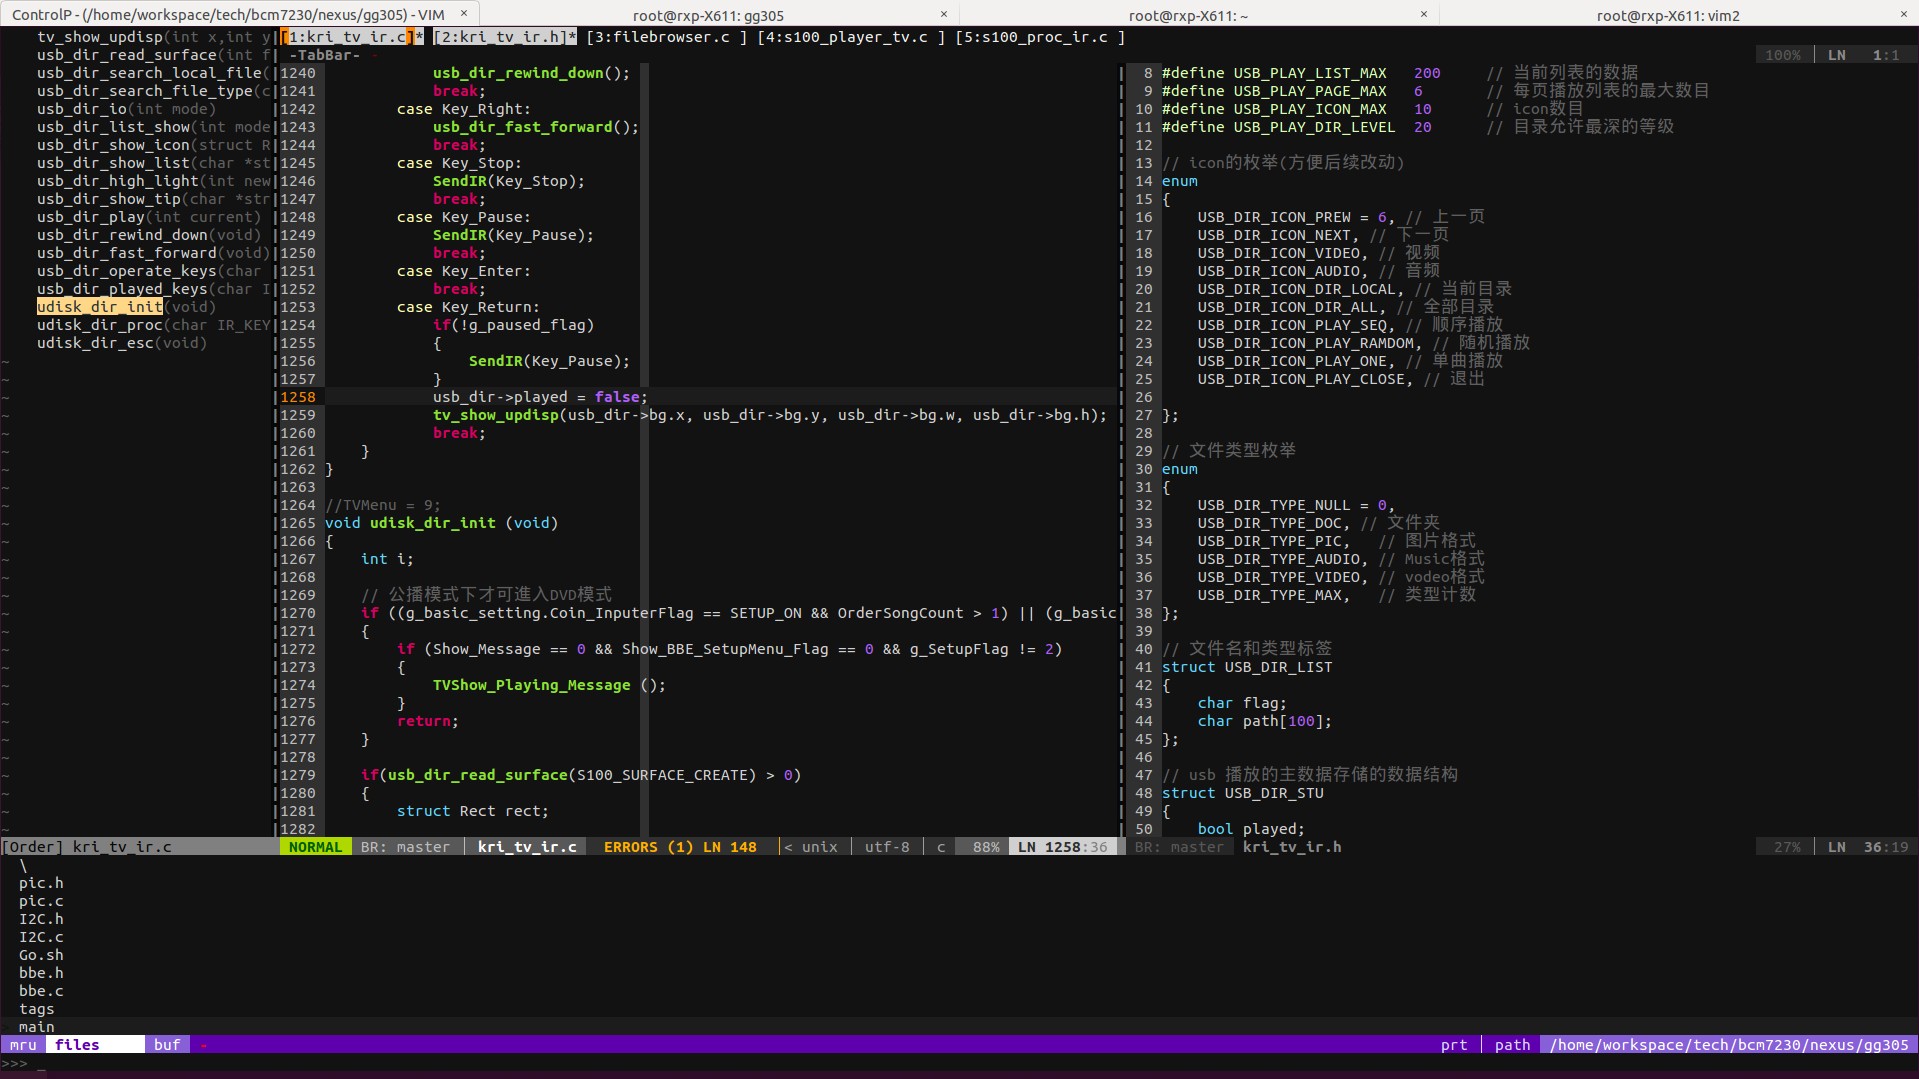 ControlP - (/home/workspace/tech/bcm7230/nexus/gg305) - VIM ×
root@rxp-X611: gg305 ×
root@rxp-X611: ~ ×
root@rxp-X611: vim2 ×
tv_show_updisp(int x,int y
usb_dir_read_surface(int f
usb_dir_search_local_file(
usb_dir_search_file_type(c
usb_dir_io(int mode)
usb_dir_list_show(int mode
usb_dir_show_icon(struct R
usb_dir_show_list(char *st
usb_dir_high_light(int new
usb_dir_show_tip(char *str
usb_dir_play(int current)
usb_dir_rewind_down(void)
usb_dir_fast_forward(void)
usb_dir_operate_keys(char
usb_dir_played_keys(char I
udisk_dir_init(void)
udisk_dir_proc(char IR_KEY
udisk_dir_esc(void)
[Order] kri_tv_ir.c
[1:kri_tv_ir.c]* [2:kri_tv_ir.h]* [3:filebrowser.c ] [4:s100_player_tv.c ] [5:s100_proc_ir.c ]
-TabBar- - 100% LN 1:1
1240 usb_dir_rewind_down();
1241 break;
1242 case Key_Right:
1243 usb_dir_fast_forward();
1244 break;
1245 case Key_Stop:
1246 SendIR(Key_Stop);
1247 break;
1248 case Key_Pause:
1249 SendIR(Key_Pause);
1250 break;
1251 case Key_Enter:
1252 break;
1253 case Key_Return:
1254 if(!g_paused_flag)
1255 {
1256 SendIR(Key_Pause);
1257 }
1258 usb_dir->played = false;
1259 tv_show_updisp(usb_dir->bg.x, usb_dir->bg.y, usb_dir->bg.w, usb_dir->bg.h);
1260 break;
1261 }
1262 }
1263
1264 //TVMenu = 9;
1265 void udisk_dir_init (void)
1266 {
1267 int i;
1268
1269 // 公播模式下才可進入DVD模式
1270 if ((g_basic_setting.Coin_InputerFlag == SETUP_ON && OrderSongCount > 1) || (g_basic
1271 {
1272 if (Show_Message == 0 && Show_BBE_SetupMenu_Flag == 0 && g_SetupFlag != 2)
1273 {
1274 TVShow_Playing_Message ();
1275 }
1276 return;
1277 }
1278
1279 if(usb_dir_read_surface(S100_SURFACE_CREATE) > 0)
1280 {
1281 struct Rect rect;
1282
NORMAL BR: master kri_tv_ir.c ERRORS (1) LN 148 < unix utf-8 c 88% LN 1258:36
8 #define USB_PLAY_LIST_MAX 200 // 当前列表的数据
9 #define USB_PLAY_PAGE_MAX 6 // 每页播放列表的最大数目
10 #define USB_PLAY_ICON_MAX 10 // icon数目
11 #define USB_PLAY_DIR_LEVEL 20 // 目录允许最深的等级
12
13 // icon的枚举(方便后续改动)
14 enum
15 {
16 USB_DIR_ICON_PREW = 6, // 上一页
17 USB_DIR_ICON_NEXT, // 下一页
18 USB_DIR_ICON_VIDEO, // 视频
19 USB_DIR_ICON_AUDIO, // 音频
20 USB_DIR_ICON_DIR_LOCAL, // 当前目录
21 USB_DIR_ICON_DIR_ALL, // 全部目录
22 USB_DIR_ICON_PLAY_SEQ, // 顺序播放
23 USB_DIR_ICON_PLAY_RAMDOM, // 随机播放
24 USB_DIR_ICON_PLAY_ONE, // 单曲播放
25 USB_DIR_ICON_PLAY_CLOSE, // 退出
26
27 };
28
29 // 文件类型枚举
30 enum
31 {
32 USB_DIR_TYPE_NULL = 0,
33 USB_DIR_TYPE_DOC, // 文件夹
34 USB_DIR_TYPE_PIC, // 图片格式
35 USB_DIR_TYPE_AUDIO, // Music格式
36 USB_DIR_TYPE_VIDEO, // vodeo格式
37 USB_DIR_TYPE_MAX, // 类型计数
38 };
39
40 // 文件名和类型标签
41 struct USB_DIR_LIST
42 {
43 char flag;
44 char path[100];
45 };
46
47 // usb 播放的主数据存储的数据结构
48 struct USB_DIR_STU
49 {
50 bool played;
BR: master kri_tv_ir.h 27% LN 36:19
\
pic.h
pic.c
I2C.h
I2C.c
Go.sh
bbe.h
bbe.c
tags
> main
mru files buf - prt path /home/workspace/tech/bcm7230/nexus/gg305
>>> _